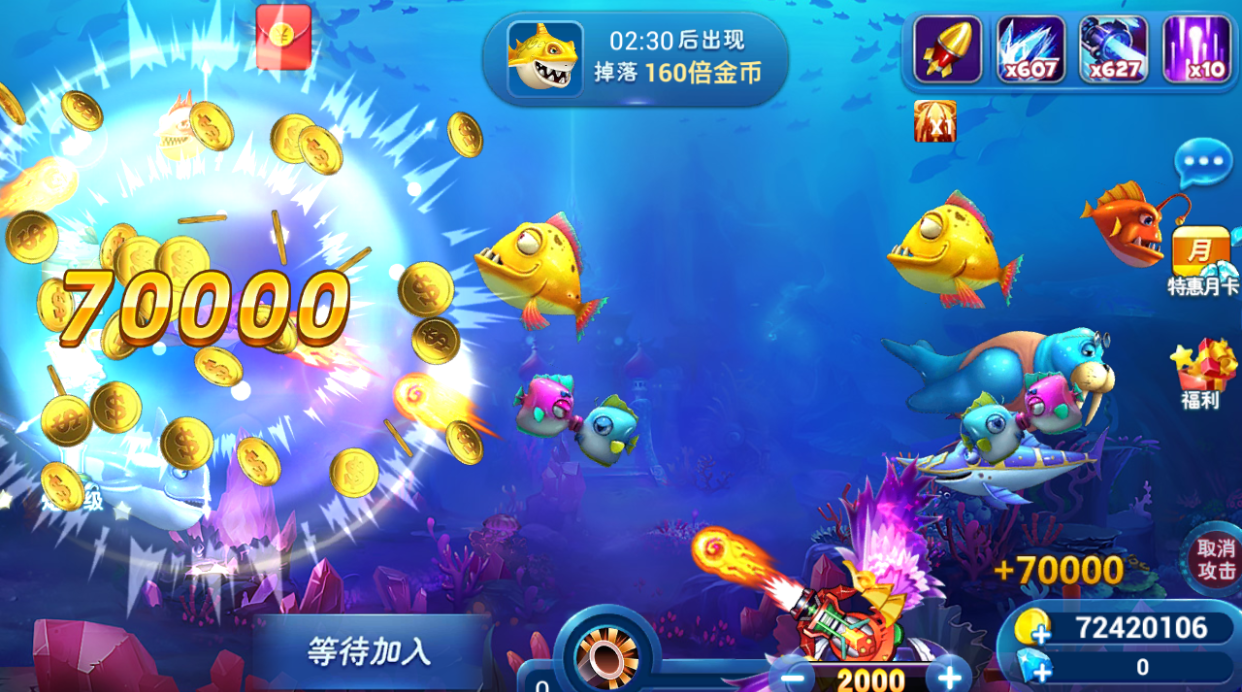 02:30后出现
掉落160倍金币
x607
x627
x10
X1
月
特惠月卡
福利
70000
级
+70000
取消
攻击
等待加入
72420106
0
0
2000